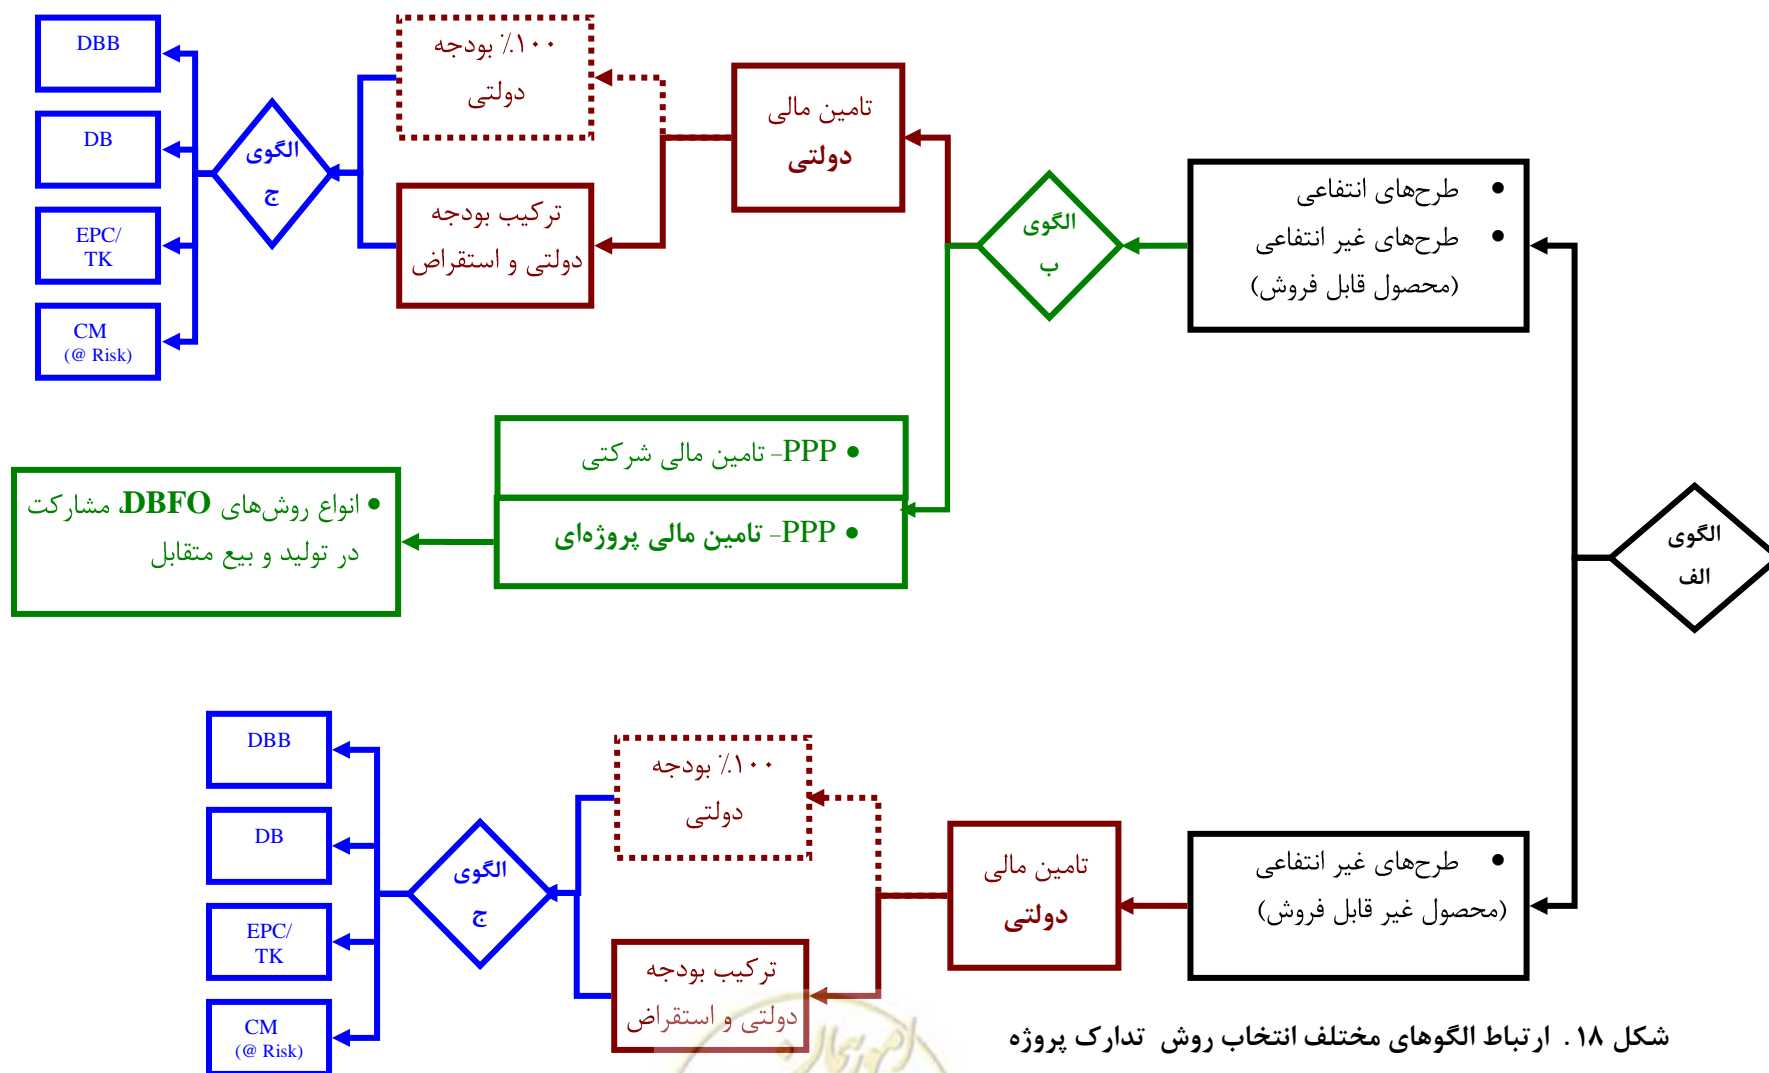 الگوی
الف
• طرح‌های انتفاعی
• طرح‌های غیر انتفاعی
(محصول قابل فروش)
الگوی
ب
تامین مالی
دولتی
۱۰۰٪ بودجه
دولتی
ترکیب بودجه
دولتی و استقراض
الگوی
ج
DBB
DB
EPC/
TK
CM
(@ Risk)
• PPP- تامین مالی شرکتی
• PPP- تامین مالی پروژه‌ای
• انواع روش‌های DBFO، مشارکت
در تولید و بیع متقابل
• طرح‌های غیر انتفاعی
(محصول غیر قابل فروش)
تامین مالی
دولتی
۱۰۰٪ بودجه
دولتی
ترکیب بودجه
دولتی و استقراض
الگوی
ج
DBB
DB
EPC/
TK
CM
(@ Risk)
شکل ۱۸. ارتباط الگوهای مختلف انتخاب روش تدارک پروژه